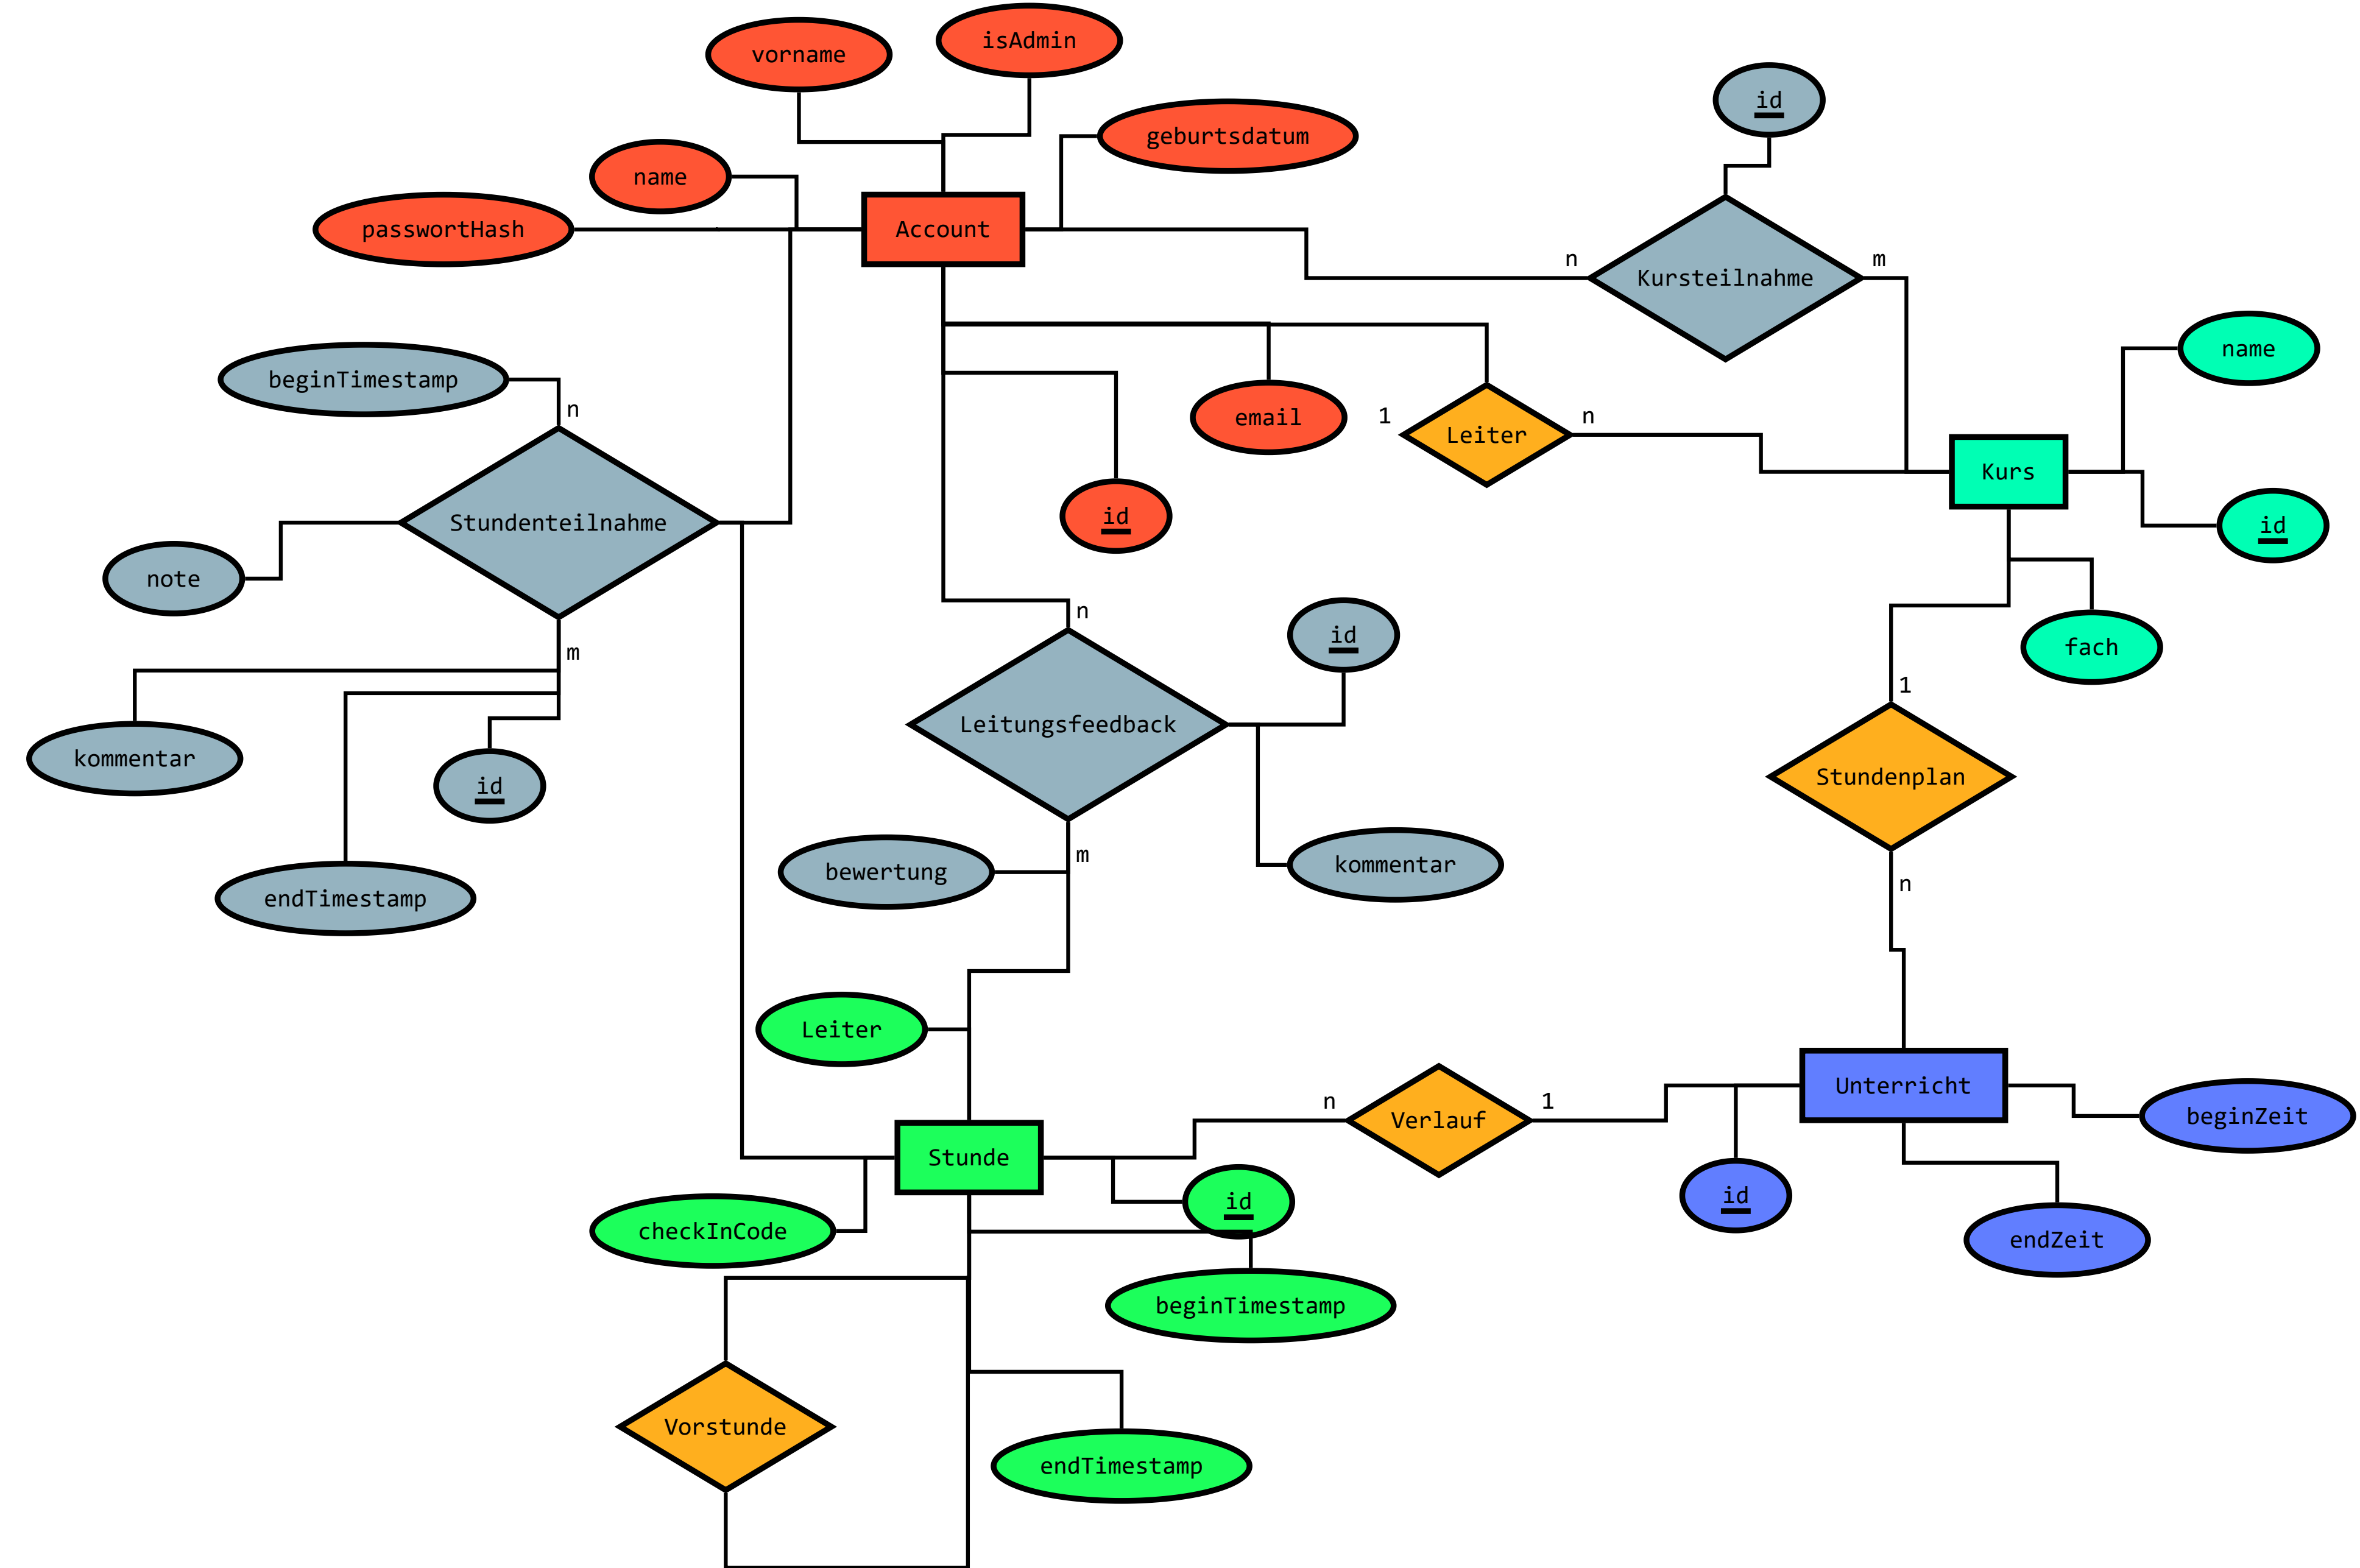 isAdmin
vorname
id
geburtsdatum
name
passwortHash
Account
n
m
Kursteilnahme
name
beginTimestamp
n
email
1
n
Leiter
Kurs
id
Stundenteilnahme
id
note
n
id
m
fach
1
Leitungsfeedback
kommentar
id
Stundenplan
m
kommentar
bewertung
n
endTimestamp
Leiter
Unterricht
n
1
beginZeit
Verlauf
Stunde
id
id
checkInCode
endZeit
beginTimestamp
Vorstunde
endTimestamp